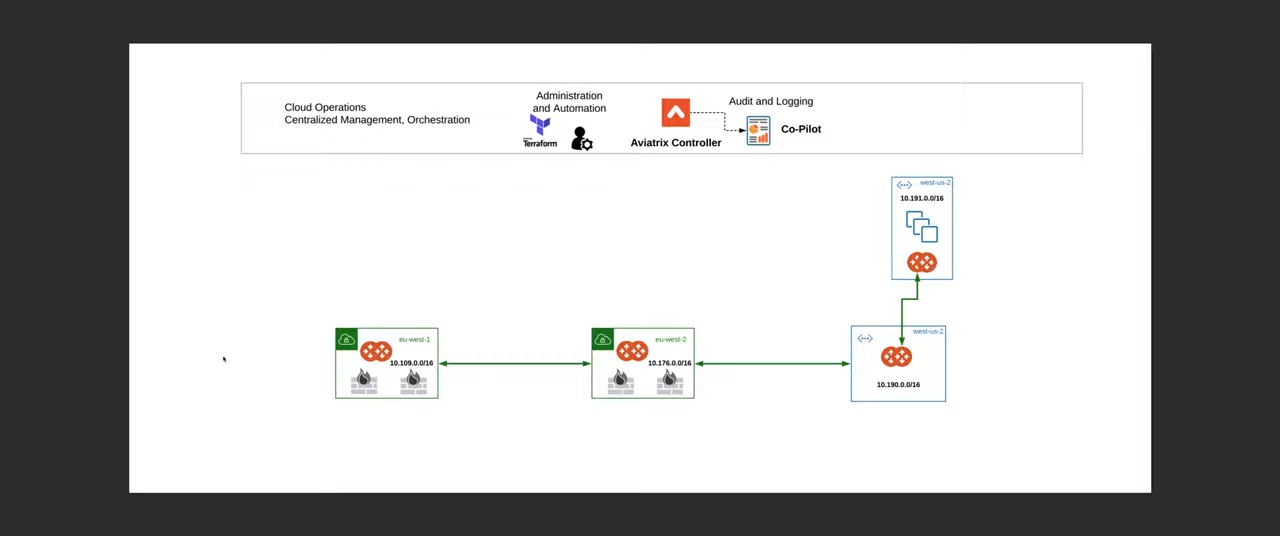 Cloud Operations
Centralized Management, Orchestration
Administration
and Automation
Terraform
Aviatrix Controller
Audit and Logging
Co-Pilot
west-us-2
10.191.0.0/16
eu-west-1
10.109.0.0/16
eu-west-2
10.176.0.0/16
west-us-2
10.190.0.0/16